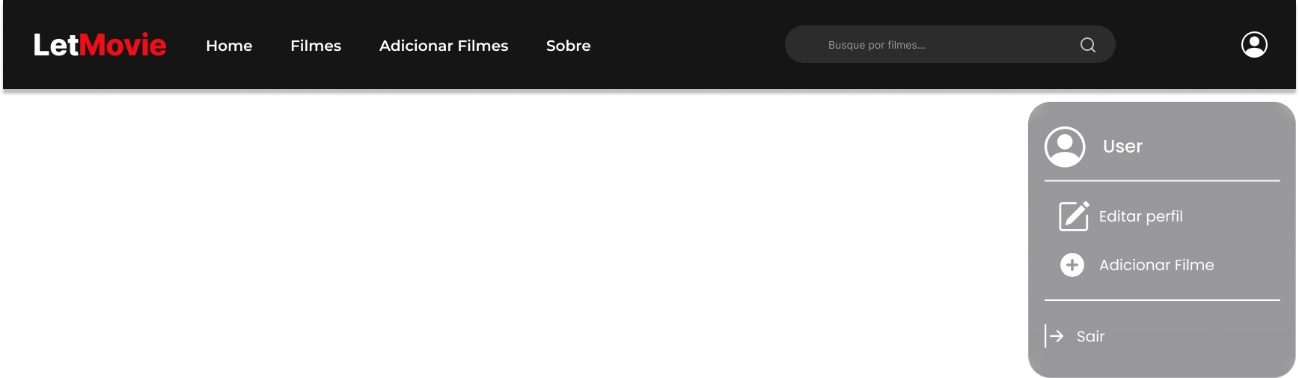 LetMovie Home Filmes Adicionar Filmes Sobre Busque por filmes...
User
Editar perfil
Adicionar Filme
Sair